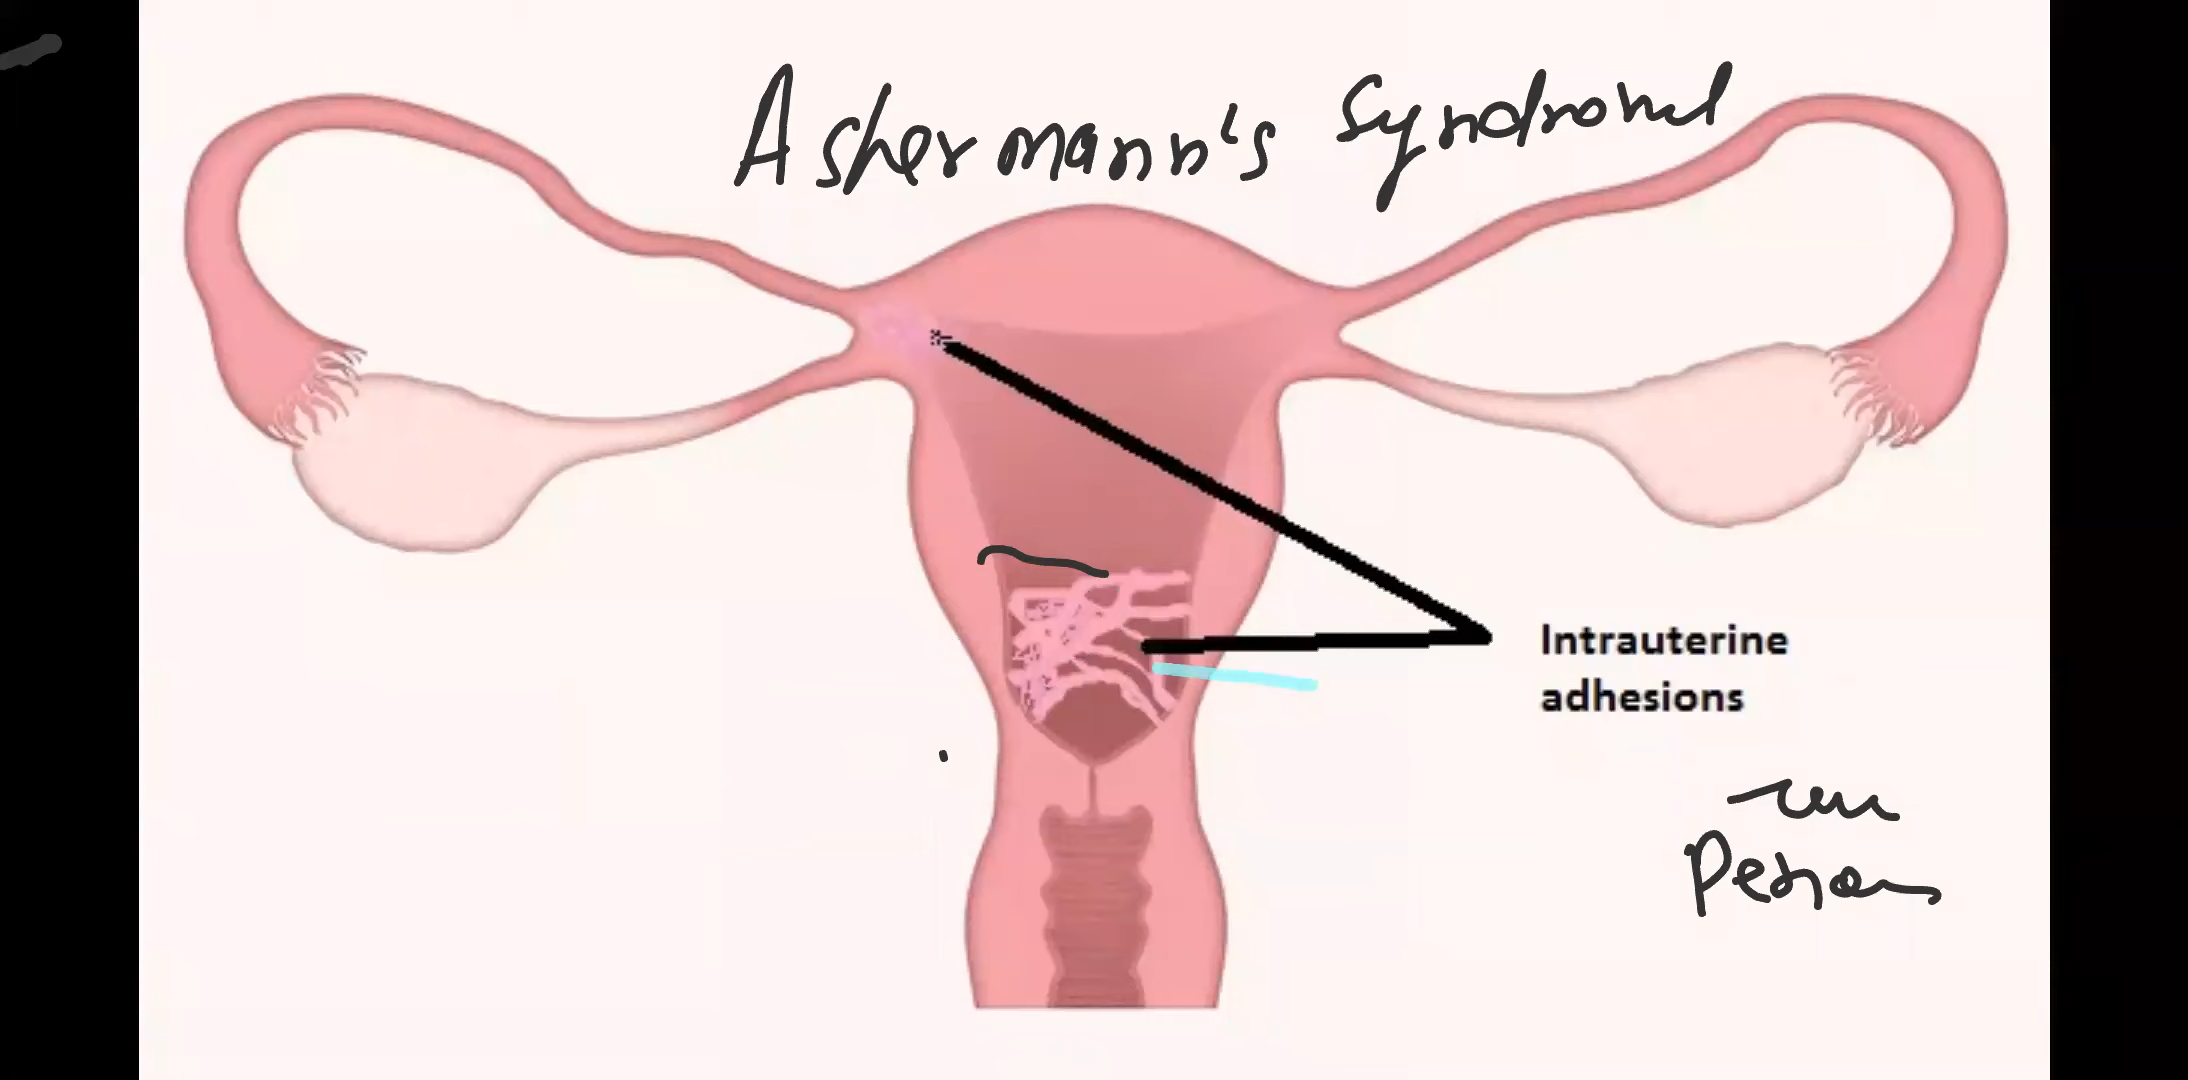 Ashermann's Syndrome
Intrauterine
adhesions